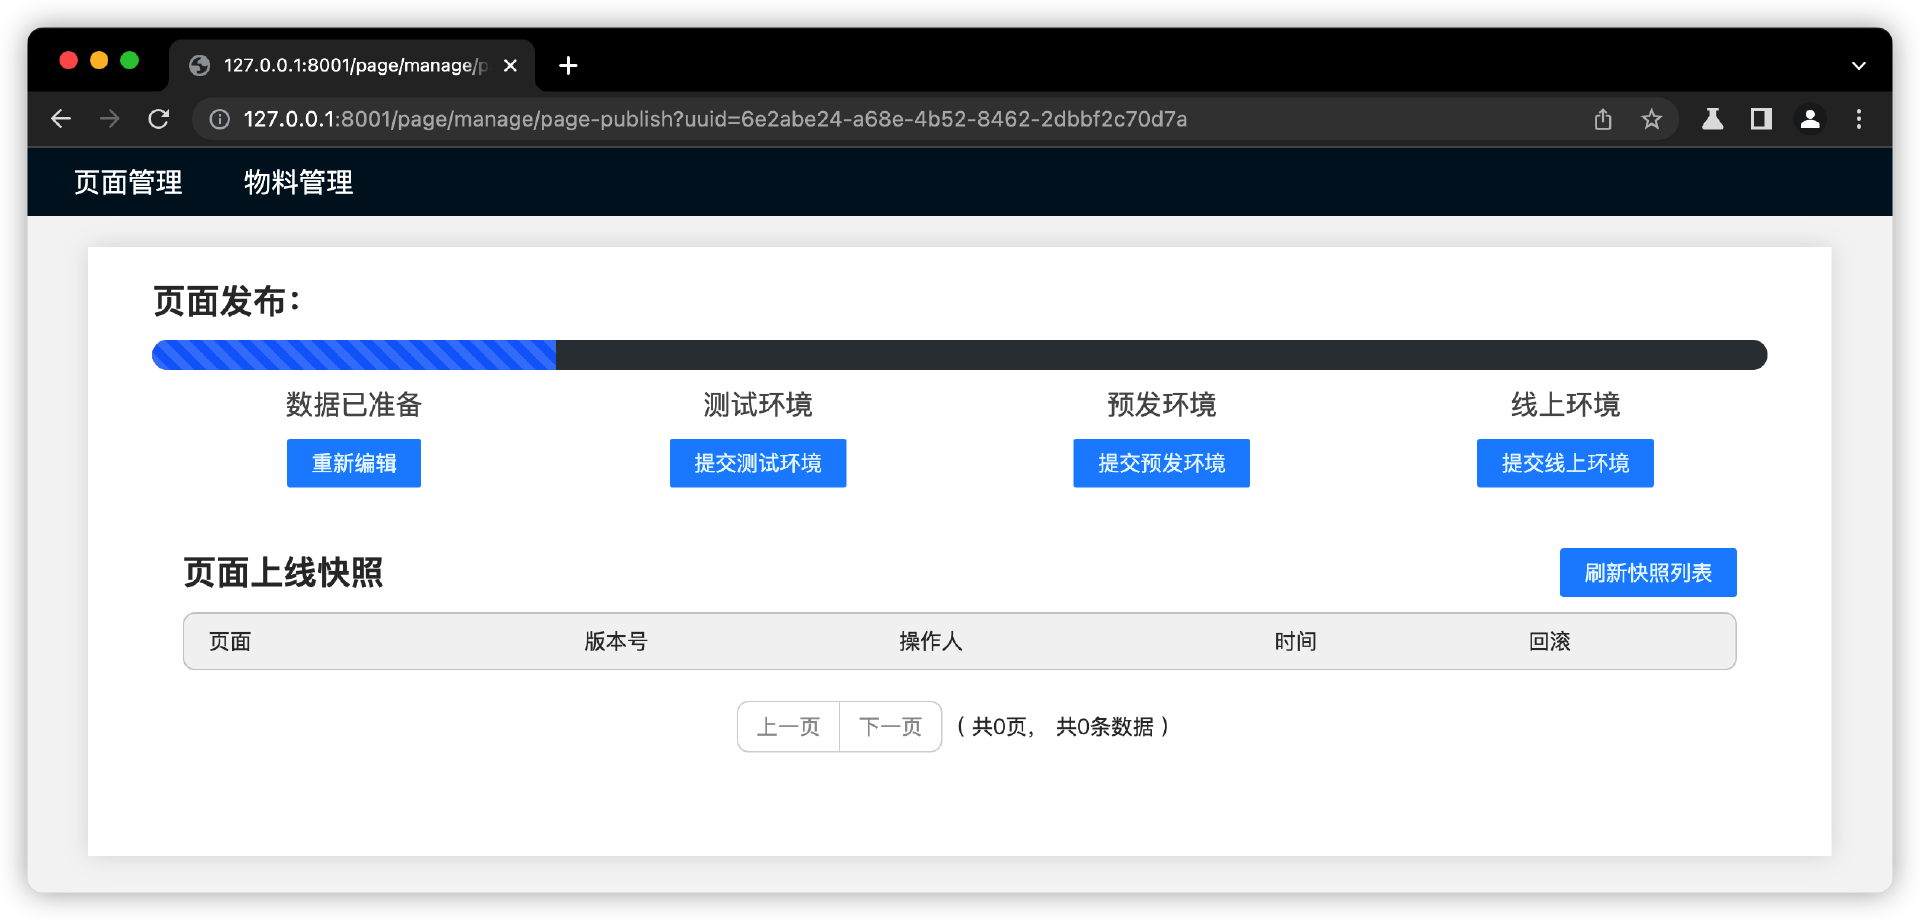 127.0.0.1:8001/page/manage/p
127.0.0.1:8001/page/manage/page-publish?uuid=6e2abe24-a68e-4b52-8462-2dbbf2c70d7a
页面管理 物料管理
页面发布：
数据已准备 测试环境 预发环境 线上环境
重新编辑 提交测试环境 提交预发环境 提交线上环境
页面上线快照 刷新快照列表
页面 版本号 操作人 时间 回滚
上一页 下一页 （ 共0页， 共0条数据 ）